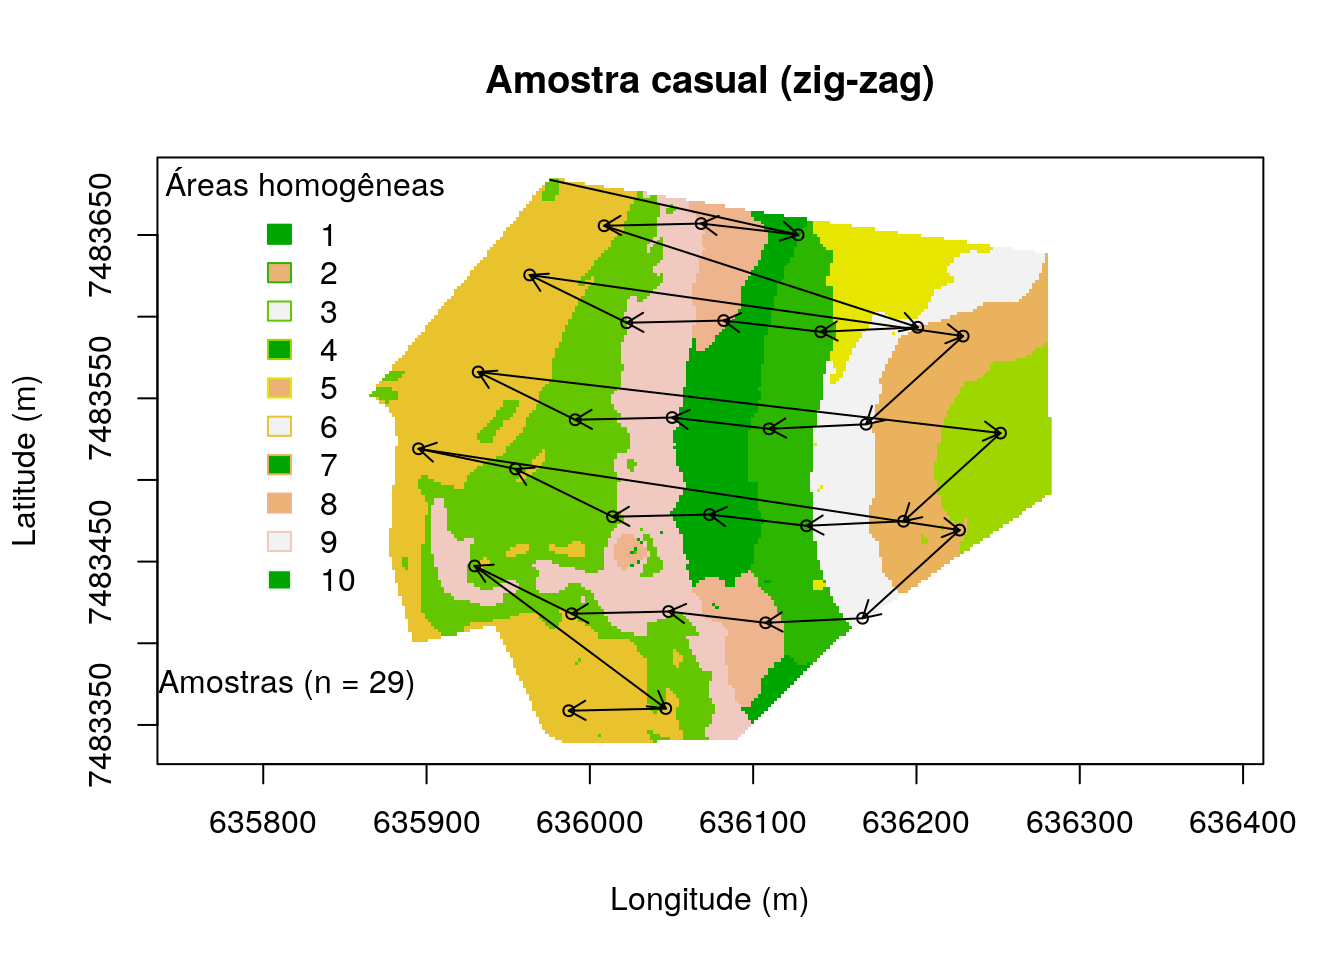 Amostra casual (zig-zag)
Áreas homogêneas
1
2
3
4
5
6
7
8
9
10
Amostras (n = 29)
7483650
7483550
7483450
7483350
Latitude (m)
635800 635900 636000 636100 636200 636300 636400
Longitude (m)